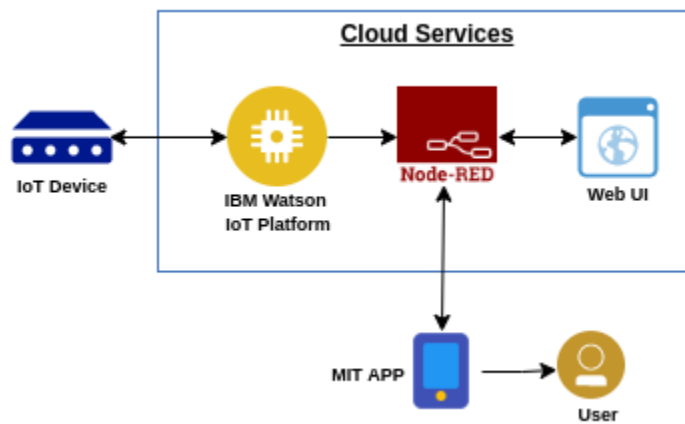 Cloud Services
IoT Device
IBM Watson
IoT Platform
Node-RED
Web UI
MIT APP
User